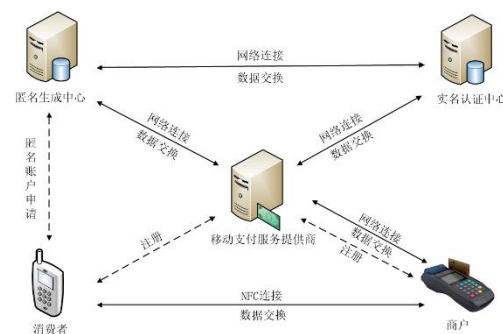 网络连接
数据交换
匿名生成中心
实名认证中心
网络连接
数据交换
网络连接
数据交换
匿名账户申请
移动支付服务提供商
网络连接
数据交换
注册
注册
NFC连接
数据交换
消费者
商户